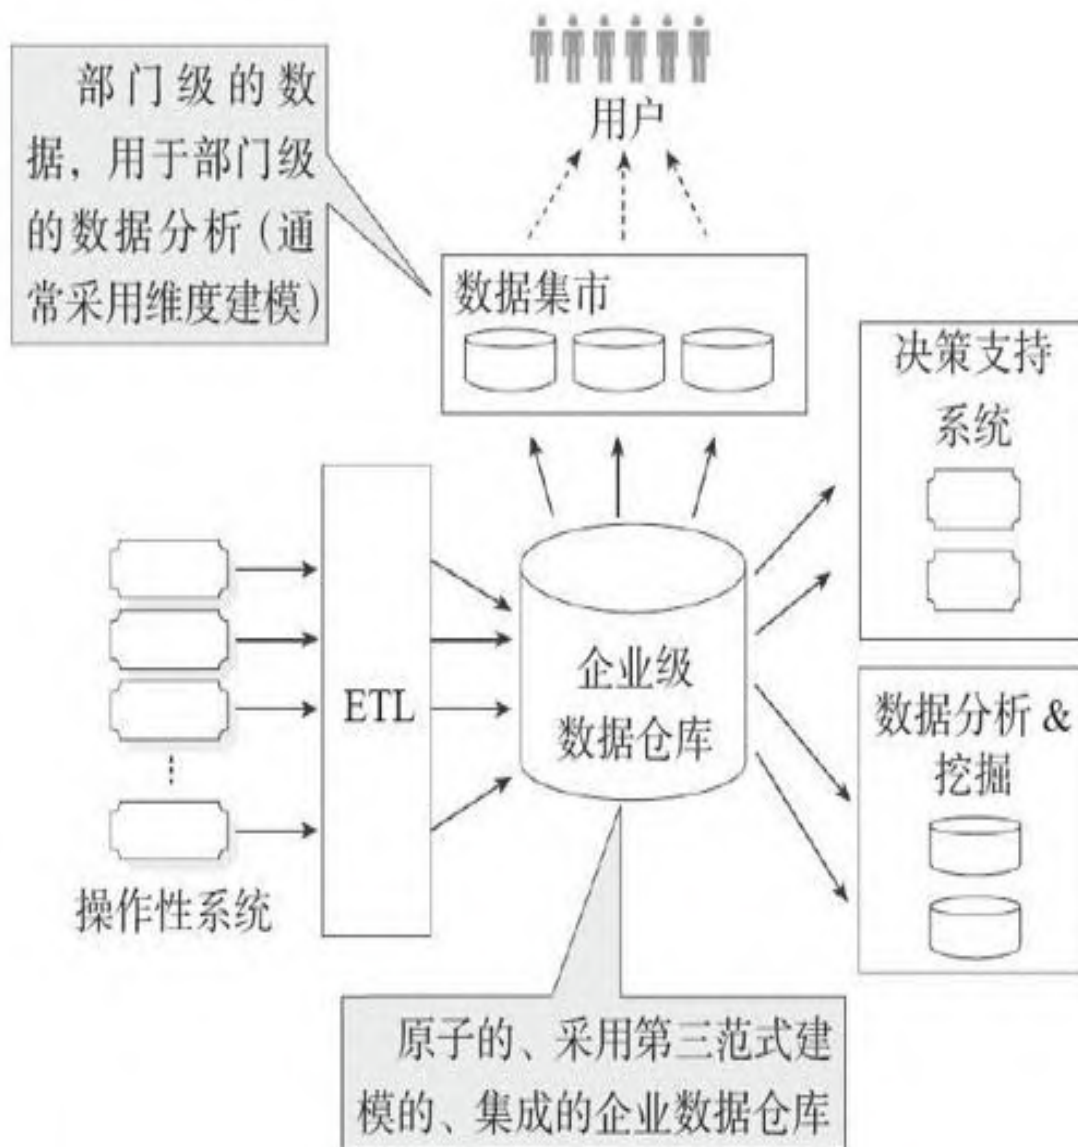 部门级的数
据，用于部门级
的数据分析（通
常采用维度建模）
用户
数据集市
决策支持
系统
ETL
企业级
数据仓库
数据分析 &
挖掘
操作性系统
原子的、采用第三范式建
模的、集成的企业数据仓库